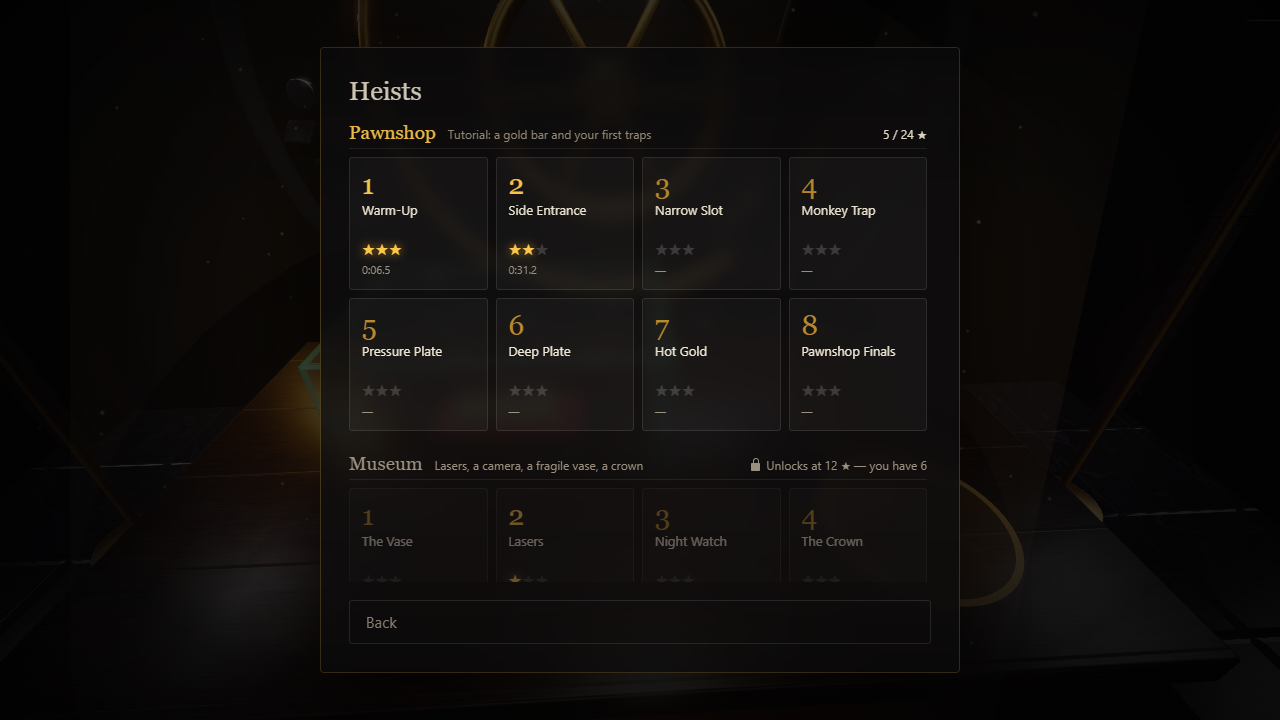 Heists
Pawnshop Tutorial: a gold bar and your first traps 5 / 24 ★
1 2 3 4
Warm-Up Side Entrance Narrow Slot Monkey Trap
★★★ ★★★ ★★★ ★★★
0:06.5 0:31.2 — —
5 6 7 8
Pressure Plate Deep Plate Hot Gold Pawnshop Finals
★★★ ★★★ ★★★ ★★★
— — — —
Museum Lasers, a camera, a fragile vase, a crown Unlocks at 12 ★ — you have 6
1 2 3 4
The Vase Lasers Night Watch The Crown
★★★ ★★★ ★★★ ★★★
Back